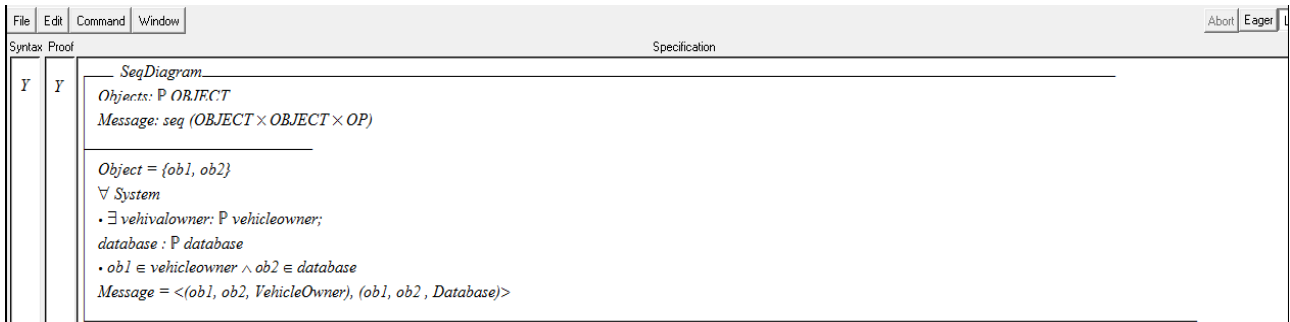 File Edit Command Window Abort Eager L
Syntax Proof Specification
Y Y SeqDiagram
Objects: ℙ OBJECT
Message: seq (OBJECT × OBJECT × OP)
Object = {ob1, ob2}
∀ System
• ∃ vehivalowner: ℙ vehicleowner;
database : ℙ database
• ob1 ∈ vehicleowner ∧ ob2 ∈ database
Message = <(ob1, ob2, VehicleOwner), (ob1, ob2 , Database)>